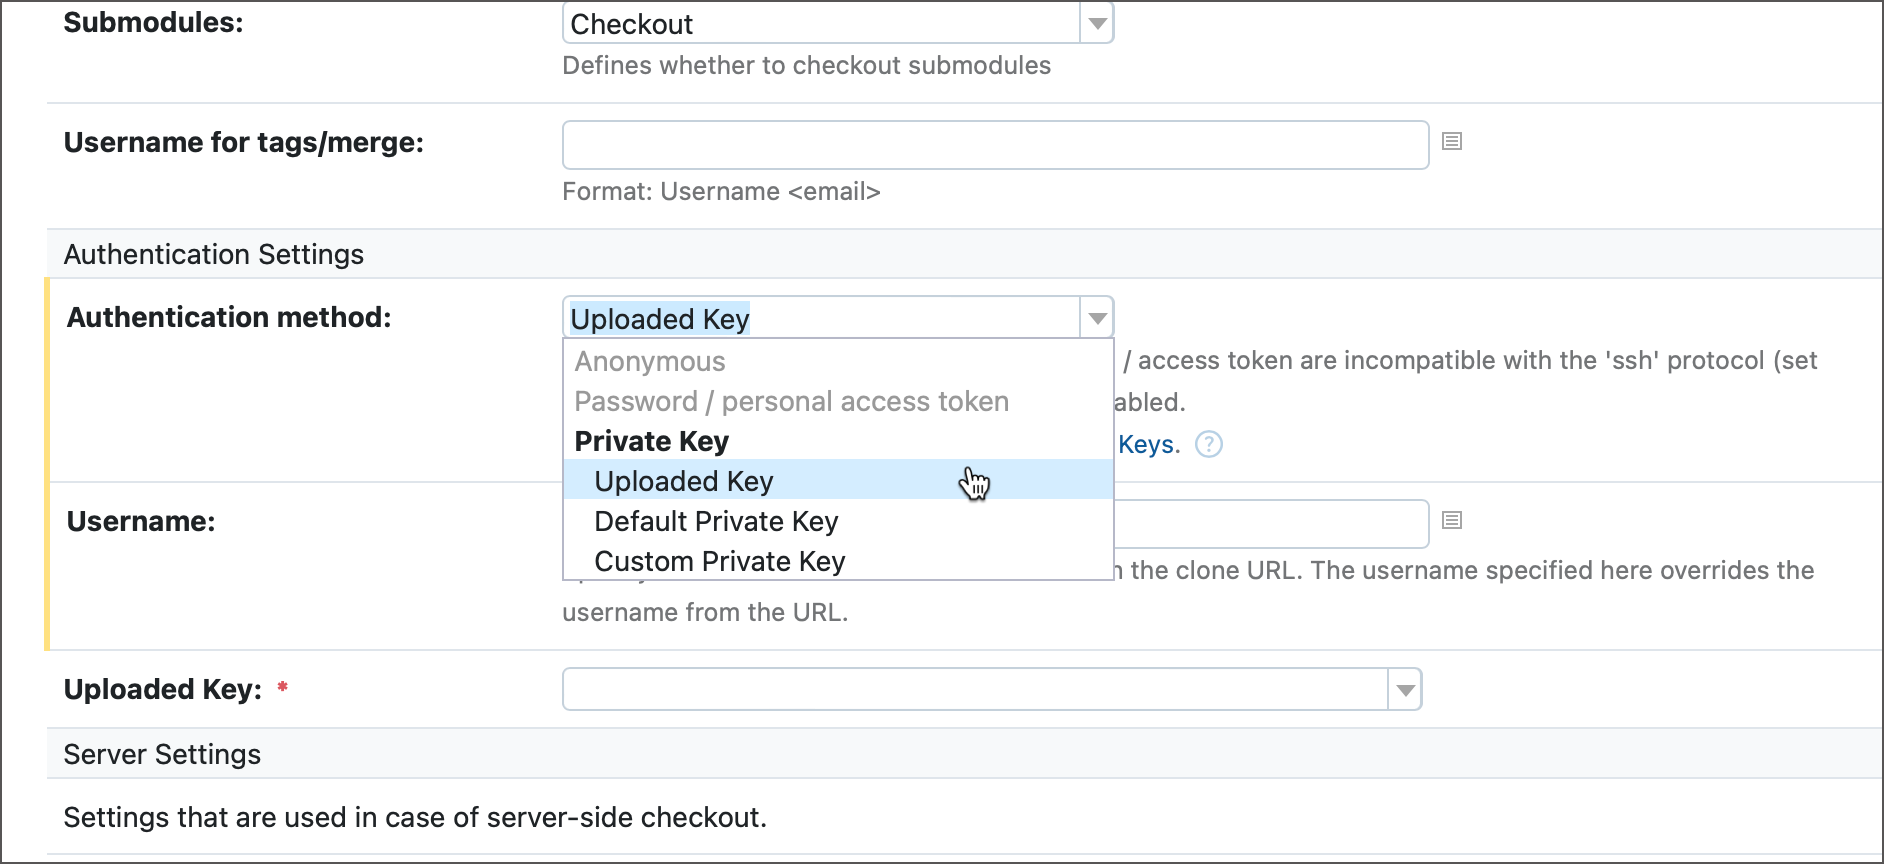 Submodules:
Checkout
Defines whether to checkout submodules
Username for tags/merge:
Format: Username <email>
Authentication Settings
Authentication method:
Uploaded Key
Anonymous
Password / personal access token
Private Key
Uploaded Key
Default Private Key
Custom Private Key
/ access token are incompatible with the 'ssh' protocol (set
abled.
Keys. ?
Username:
the clone URL. The username specified here overrides the
username from the URL.
Uploaded Key: *
Server Settings
Settings that are used in case of server-side checkout.